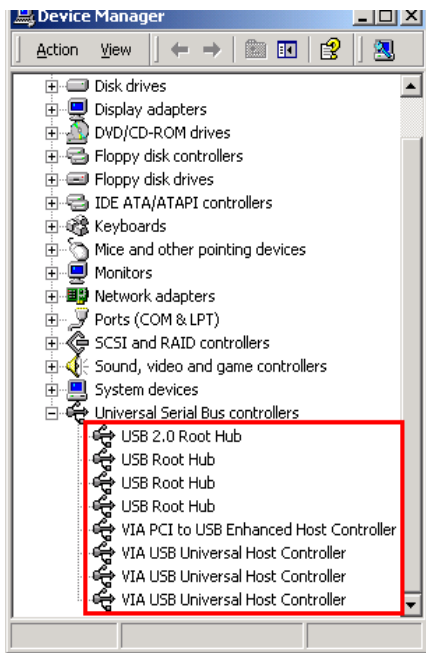 Device Manager
Action View
Disk drives
Display adapters
DVD/CD-ROM drives
Floppy disk controllers
Floppy disk drives
IDE ATA/ATAPI controllers
Keyboards
Mice and other pointing devices
Monitors
Network adapters
Ports (COM & LPT)
SCSI and RAID controllers
Sound, video and game controllers
System devices
Universal Serial Bus controllers
USB 2.0 Root Hub
USB Root Hub
USB Root Hub
USB Root Hub
VIA PCI to USB Enhanced Host Controller
VIA USB Universal Host Controller
VIA USB Universal Host Controller
VIA USB Universal Host Controller